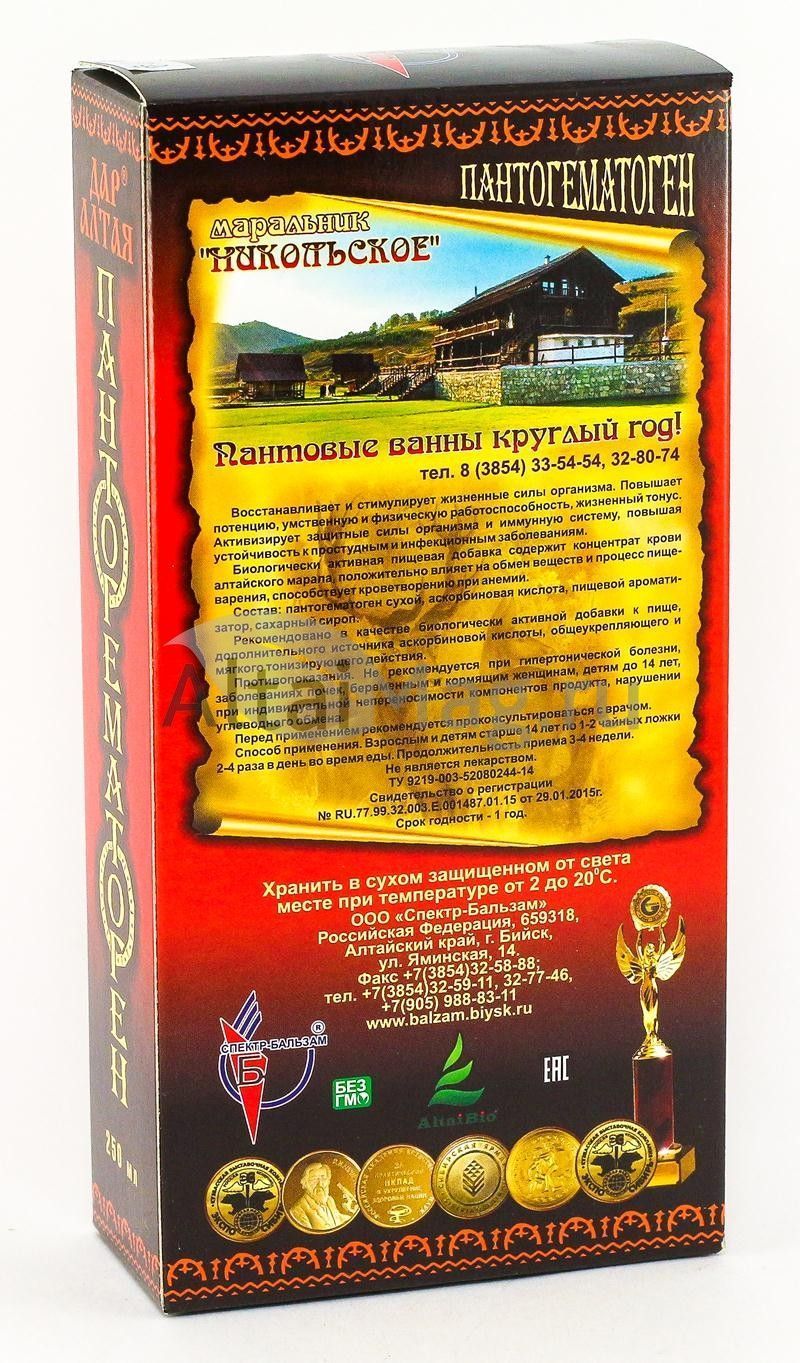 ПАНТОГЕМАТОГЕН
маральник
"НИКОЛЬСКОЕ"
Пантовые ванны круглый год!
тел. 8 (3854) 33-54-54, 32-80-74
Восстанавливает и стимулирует жизненные силы организма. Повышает
потенцию, умственную и физическую работоспособность, жизненный тонус.
Активизирует защитные силы организма и иммунную систему, повышая
устойчивость к простудным и инфекционным заболеваниям.
Биологически активная пищевая добавка содержит концентрат крови
алтайского марала, положительно влияет на обмен веществ и процесс пище-
варения, способствует кроветворению при анемии.
Состав: пантогематоген сухой, аскорбиновая кислота, пищевой аромати-
затор, сахарный сироп.
Рекомендовано в качестве биологически активной добавки к пище,
дополнительного источника аскорбиновой кислоты, общеукрепляющего и
мягкого тонизирующего действия.
Противопоказания. Не рекомендуется при гипертонической болезни,
заболеваниях почек, беременным и кормящим женщинам, детям до 14 лет,
при индивидуальной непереносимости компонентов продукта, нарушении
углеводного обмена.
Перед применением рекомендуется проконсультироваться с врачом.
Способ применения. Взрослым и детям старше 14 лет по 1-2 чайных ложки
2-4 раза в день во время еды. Продолжительность приема 3-4 недели.
Не является лекарством.
ТУ 9219-003-52080244-14
Свидетельство о регистрации
№ RU.77.99.32.003.Е.001487.01.15 от 29.01.2015г.
Срок годности - 1 год.
Хранить в сухом защищенном от света
месте при температуре от 2 до 20°С.
ООО «Спектр-Бальзам»
Российская Федерация, 659318,
Алтайский край, г. Бийск,
ул. Яминская, 14.
Факс +7(3854)32-58-88;
тел. +7(3854)32-59-11, 32-77-46,
+7(905) 988-83-11
www.balzam.biysk.ru
СПЕКТР-БАЛЬЗАМ®
Б
БЕЗ
ГМО
AltaiBio®
ЕАС
ЗА
ПРАКТИЧЕСКИЙ
ВКЛАД
В УКРЕПЛЕНИЕ
ЗДОРОВЬЯ НАЦИИ
ДАР®
АЛТАЯ
ПАНТОГЕМАТОГЕН
250 мл